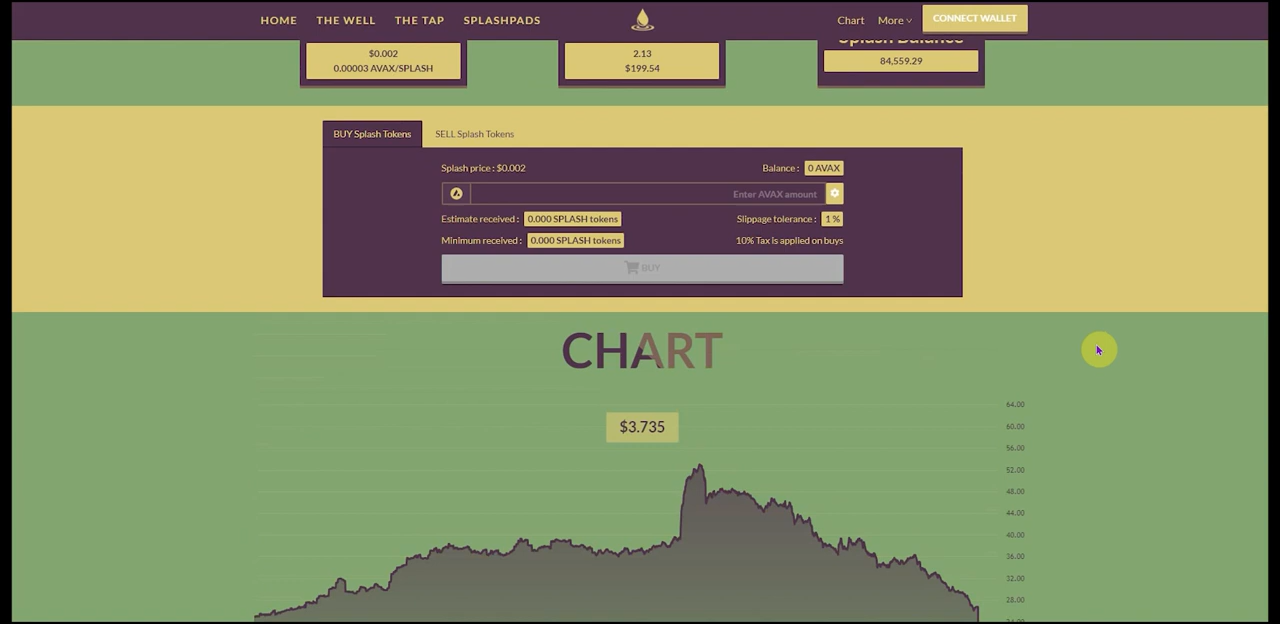 HOME THE WELL THE TAP SPLASHPADS Chart More CONNECT WALLET
Splash Balance
$0.002 2.13 84,559.29
0.00003 AVAX/SPLASH $199.54
BUY Splash Tokens SELL Splash Tokens
Splash price : $0.002 Balance : 0 AVAX
Enter AVAX amount
Estimate received : 0.000 SPLASH tokens Slippage tolerance : 1 %
Minimum received : 0.000 SPLASH tokens 10% Tax is applied on buys
BUY
CHART
$3.735
64.00
60.00
56.00
52.00
48.00
44.00
40.00
36.00
32.00
28.00